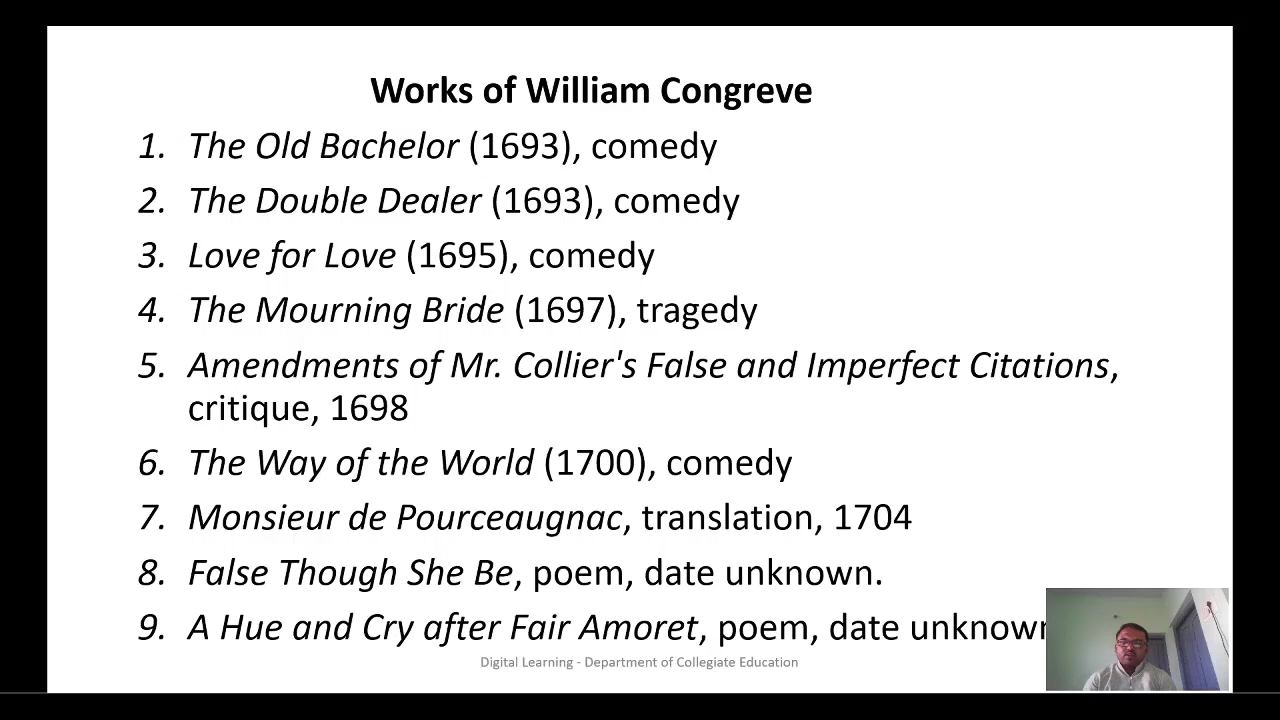 Works of William Congreve
1. The Old Bachelor (1693), comedy
2. The Double Dealer (1693), comedy
3. Love for Love (1695), comedy
4. The Mourning Bride (1697), tragedy
5. Amendments of Mr. Collier's False and Imperfect Citations,
critique, 1698
6. The Way of the World (1700), comedy
7. Monsieur de Pourceaugnac, translation, 1704
8. False Though She Be, poem, date unknown.
9. A Hue and Cry after Fair Amoret, poem, date unknown
Digital Learning - Department of Collegiate Education